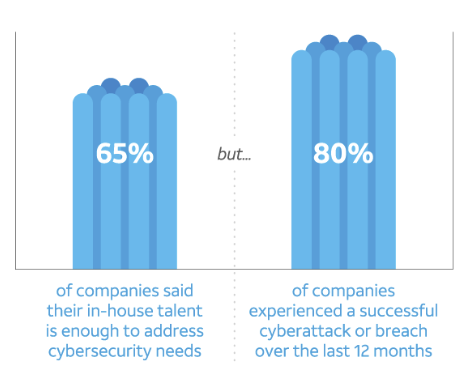 65%
but...
80%
of companies said
their in-house talent
is enough to address
cybersecurity needs
of companies
experienced a successful
cyberattack or breach
over the last 12 months